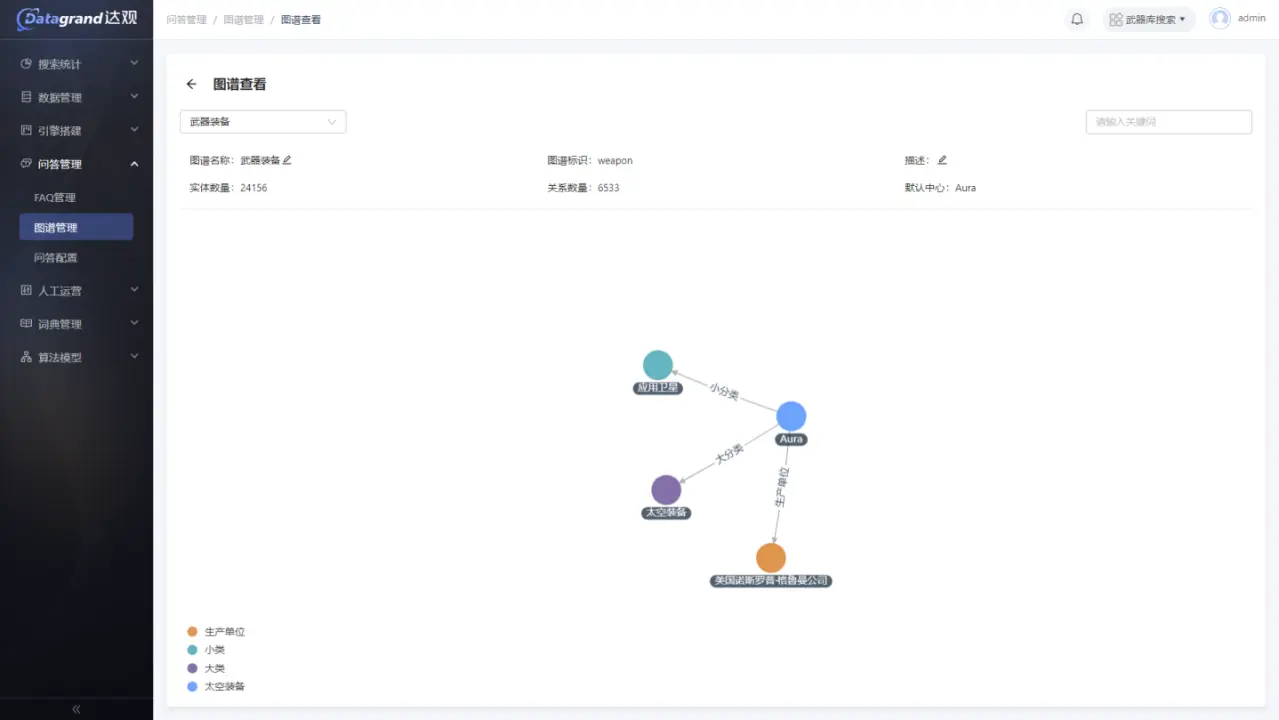 Datagrand达观
问答管理 / 图谱管理 / 图谱查看
武器库搜索
admin
搜索统计
数据管理
引擎搭建
问答管理
FAQ管理
图谱管理
问答配置
人工运营
词典管理
算法模型
图谱查看
武器装备
请输入关键词
图谱名称： 武器装备
图谱标识： weapon
描述：
实体数量： 24156
关系数量： 6533
默认中心： Aura
应用卫星
小分类
Aura
大分类
生产单位
太空装备
美国诺斯罗普·格鲁曼公司
生产单位
小类
大类
太空装备